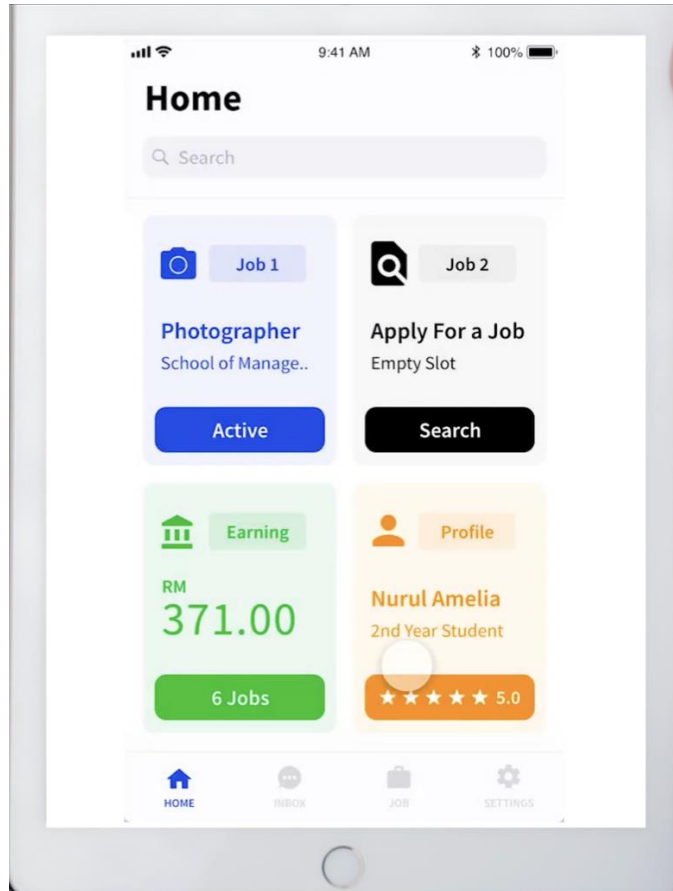 9:41 AM
100%
Home
Search
Job 1
Photographer
School of Manage..
Active
Job 2
Apply For a Job
Empty Slot
Search
Earning
RM
371.00
6 Jobs
Profile
Nurul Amelia
2nd Year Student
5.0
HOME
INBOX
JOB
SETTINGS